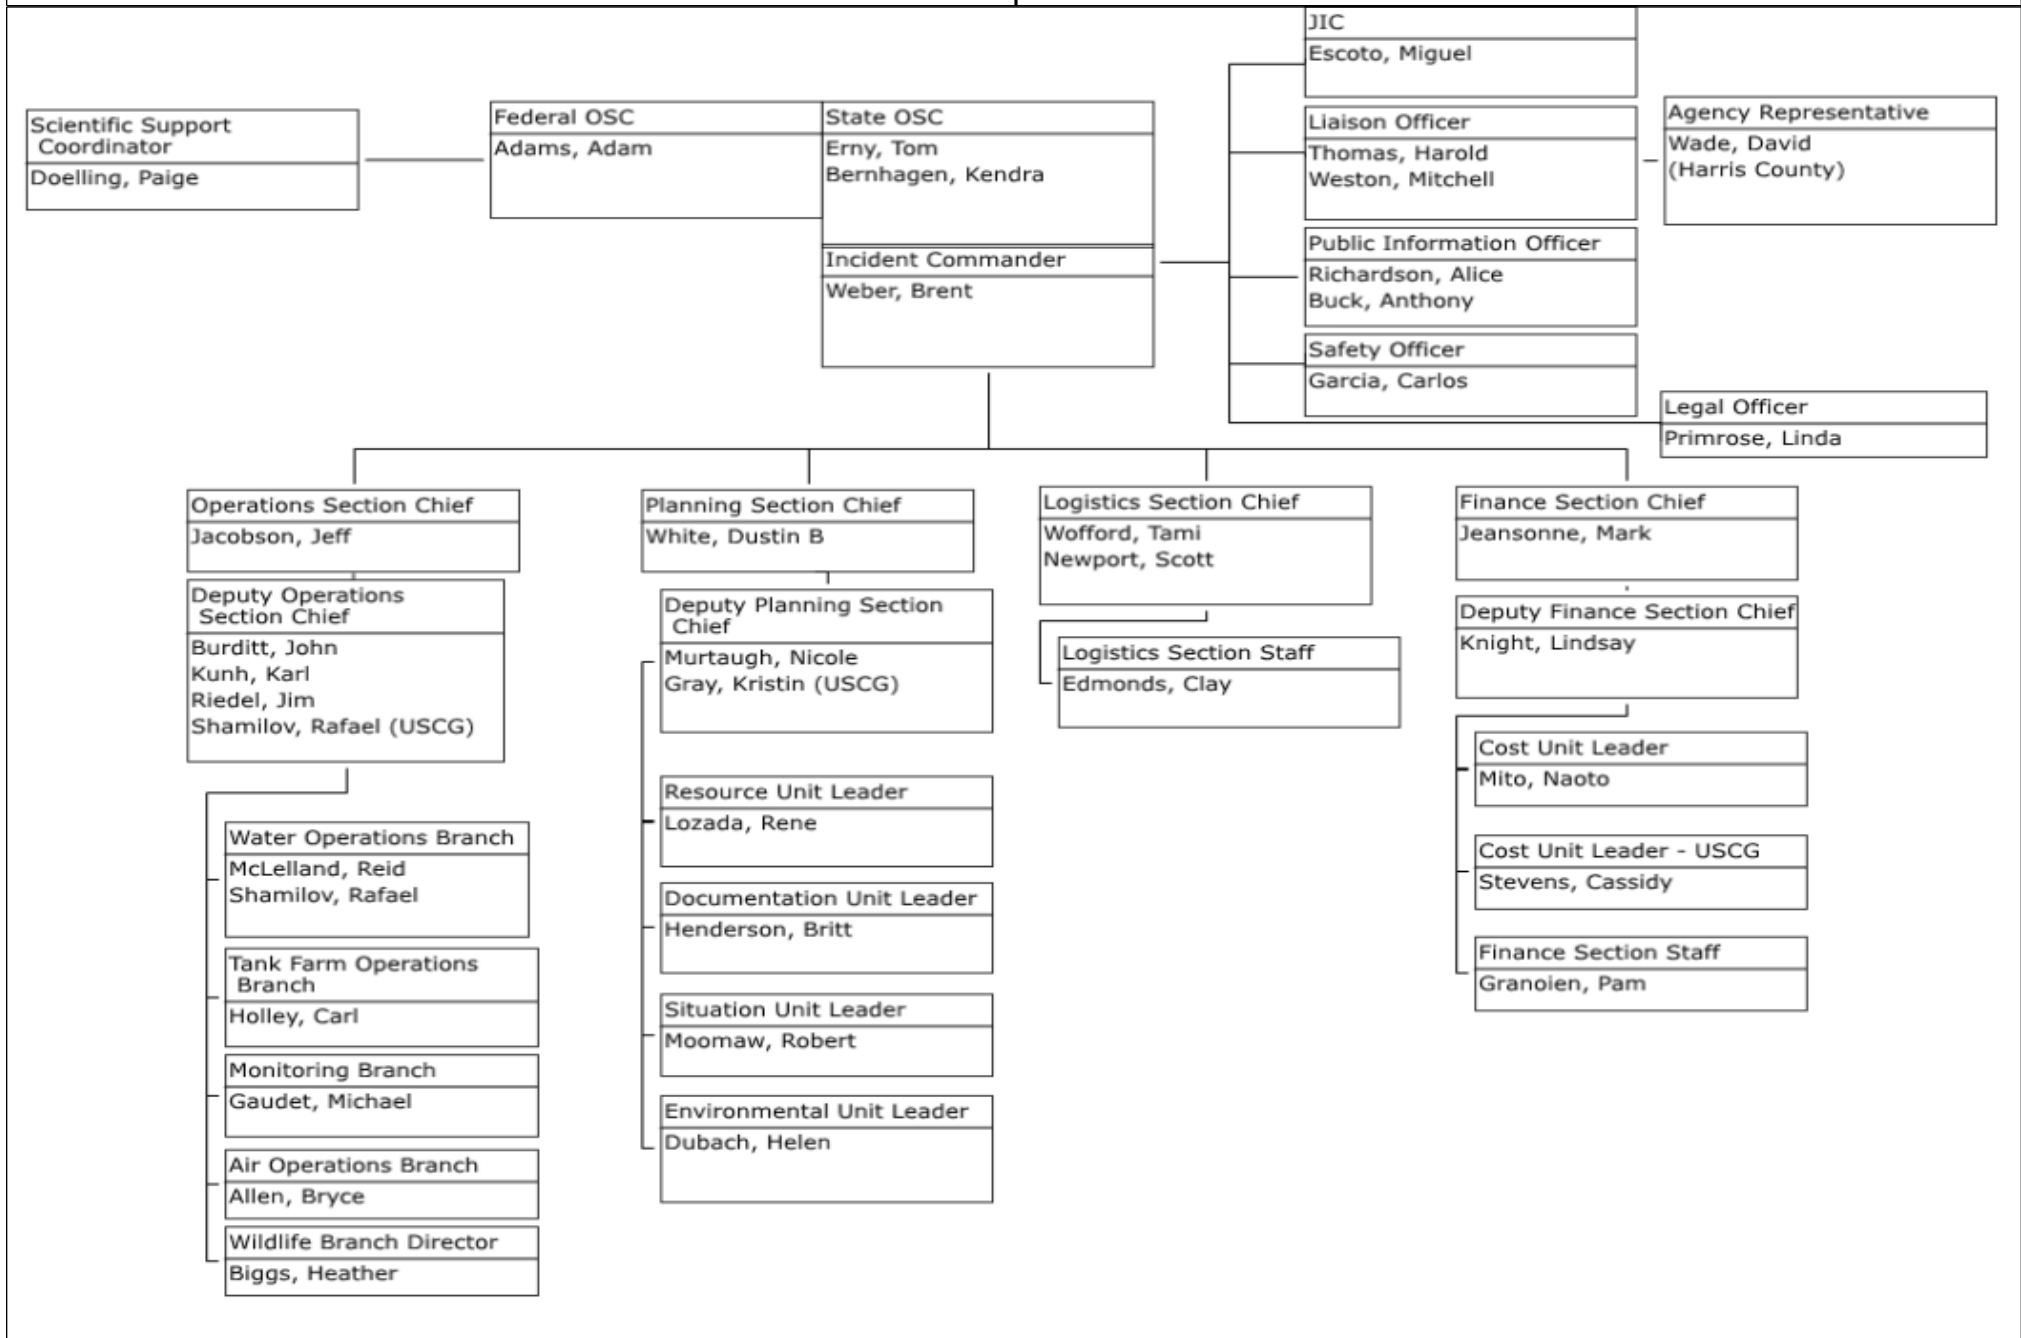 JIC
Escoto, Miguel
Scientific Support
Coordinator
Doelling, Paige
Federal OSC
Adams, Adam
State OSC
Erny, Tom
Bernhagen, Kendra
Incident Commander
Weber, Brent
Liaison Officer
Thomas, Harold
Weston, Mitchell
Agency Representative
Wade, David
(Harris County)
Public Information Officer
Richardson, Alice
Buck, Anthony
Safety Officer
Garcia, Carlos
Legal Officer
Primrose, Linda
Operations Section Chief
Jacobson, Jeff
Deputy Operations
Section Chief
Burditt, John
Kunh, Karl
Riedel, Jim
Shamilov, Rafael (USCG)
Water Operations Branch
McLelland, Reid
Shamilov, Rafael
Tank Farm Operations
Branch
Holley, Carl
Monitoring Branch
Gaudet, Michael
Air Operations Branch
Allen, Bryce
Wildlife Branch Director
Biggs, Heather
Planning Section Chief
White, Dustin B
Deputy Planning Section
Chief
Murtaugh, Nicole
Gray, Kristin (USCG)
Resource Unit Leader
Lozada, Rene
Documentation Unit Leader
Henderson, Britt
Situation Unit Leader
Moomaw, Robert
Environmental Unit Leader
Dubach, Helen
Logistics Section Chief
Wofford, Tami
Newport, Scott
Logistics Section Staff
Edmonds, Clay
Finance Section Chief
Jeansonne, Mark
Deputy Finance Section Chief
Knight, Lindsay
Cost Unit Leader
Mito, Naoto
Cost Unit Leader - USCG
Stevens, Cassidy
Finance Section Staff
Granoien, Pam